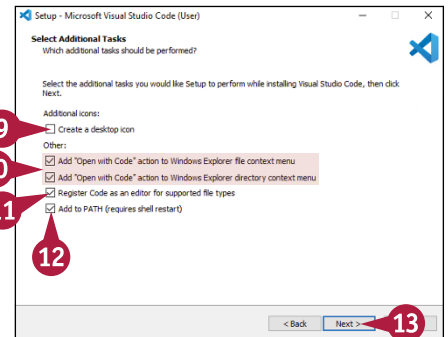 Setup - Microsoft Visual Studio Code (User)
Select Additional Tasks
Which additional tasks should be performed?
Select the additional tasks you would like Setup to perform while installing Visual Studio Code, then click
Next.
Additional icons:
9
Create a desktop icon
Other:
Add "Open with Code" action to Windows Explorer file context menu
0
Add "Open with Code" action to Windows Explorer directory context menu
11
Register Code as an editor for supported file types
Add to PATH (requires shell restart)
12
< Back
Next >
13